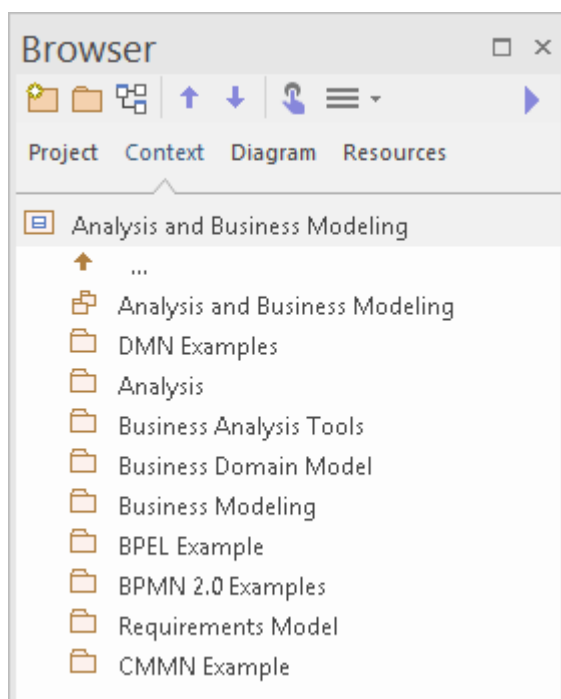 Browser
Project Context Diagram Resources
Analysis and Business Modeling
...
Analysis and Business Modeling
DMN Examples
Analysis
Business Analysis Tools
Business Domain Model
Business Modeling
BPEL Example
BPMN 2.0 Examples
Requirements Model
CMMN Example